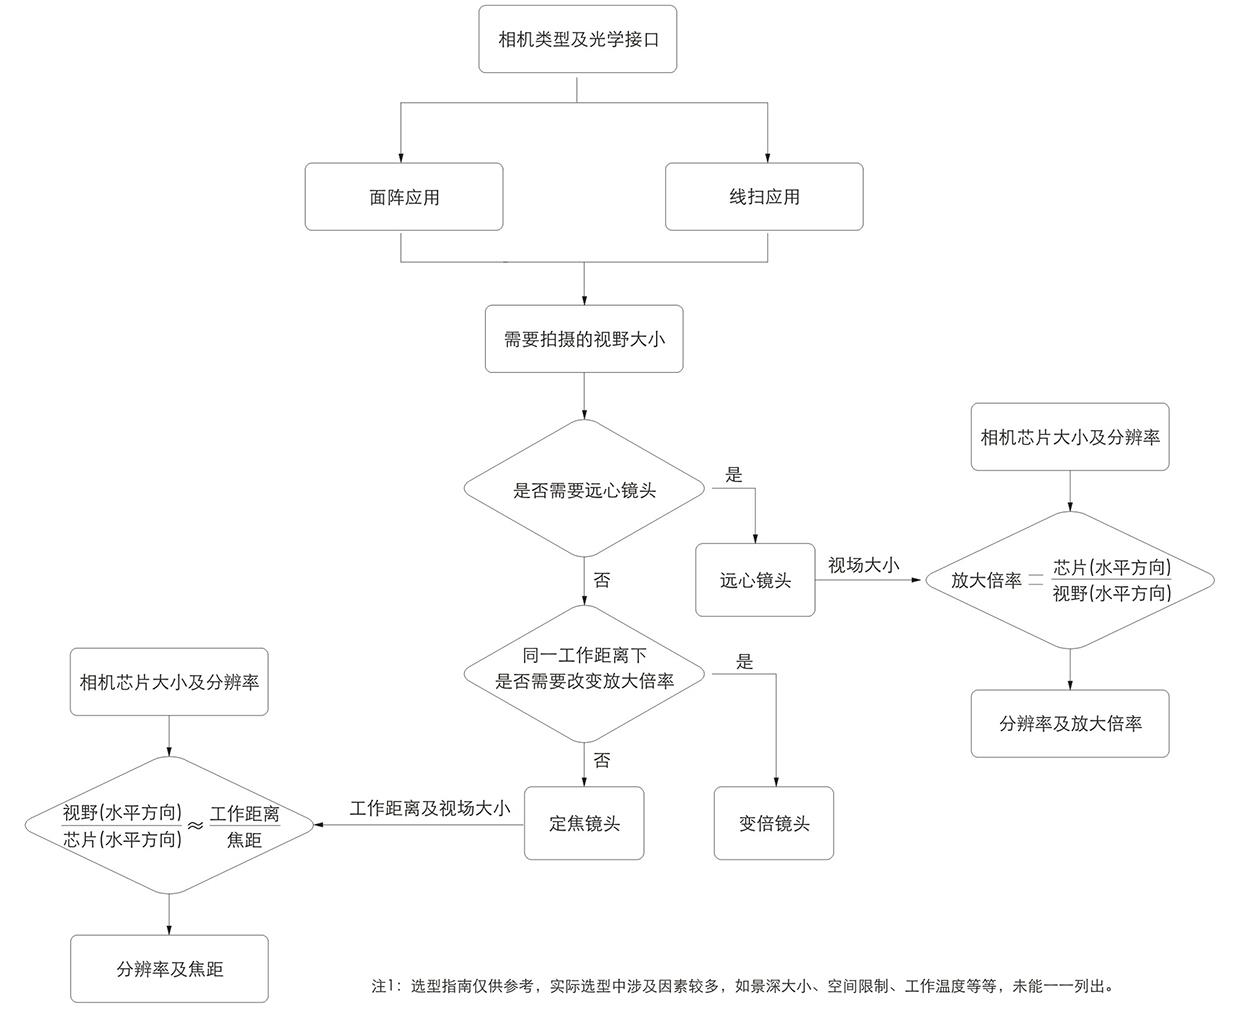 相机类型及光学接口
面阵应用
线扫应用
需要拍摄的视野大小
是否需要远心镜头
是
否
远心镜头
视场大小
相机芯片大小及分辨率
放大倍率 = 芯片(水平方向)
视野(水平方向)
分辨率及放大倍率
同一工作距离下
是否需要改变放大倍率
是
否
定焦镜头
变倍镜头
工作距离及视场大小
相机芯片大小及分辨率
视野(水平方向) ≈ 工作距离
芯片(水平方向) 焦距
分辨率及焦距
注1：选型指南仅供参考，实际选型中涉及因素较多，如景深大小、空间限制、工作温度等等，未能一一列出。